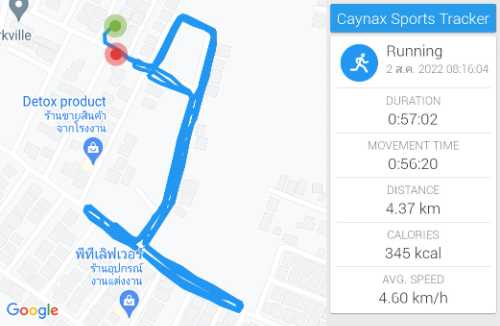 rkville
Detox product
ร้านขายสินค้า
จากโรงงาน
พีทีเลิฟเวอร์
ร้านอุปกรณ์
งานแต่งงาน
Google
Caynax Sports Tracker
Running
2 ส.ค. 2022 08:16:04
DURATION
0:57:02
MOVEMENT TIME
0:56:20
DISTANCE
4.37 km
CALORIES
345 kcal
AVG. SPEED
4.60 km/h